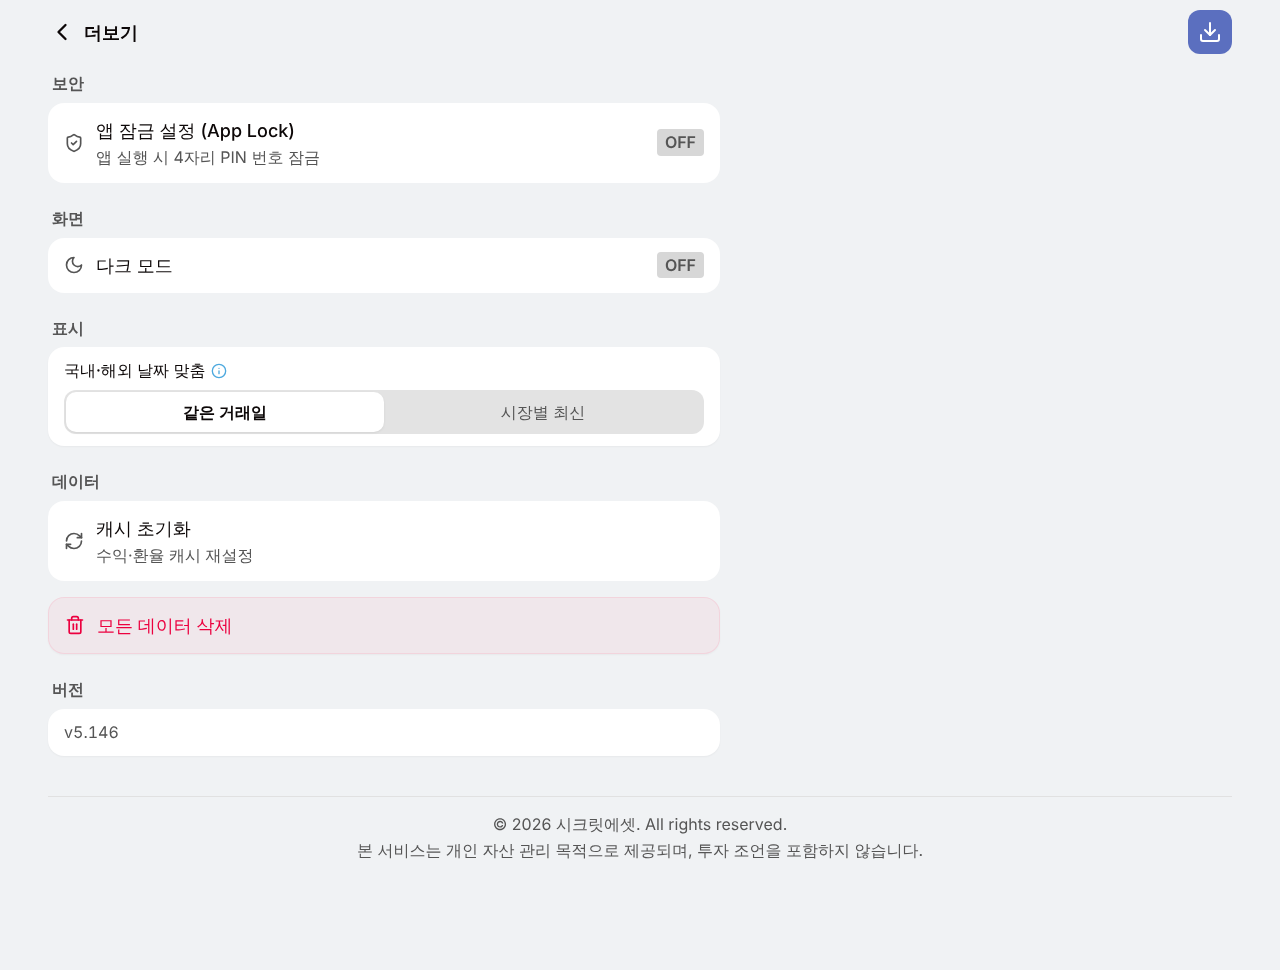 더보기
보안
앱 잠금 설정 (App Lock)
앱 실행 시 4자리 PIN 번호 잠금
OFF
화면
다크 모드
OFF
표시
국내·해외 날짜 맞춤
같은 거래일
시장별 최신
데이터
캐시 초기화
수익·환율 캐시 재설정
모든 데이터 삭제
버전
v5.146
© 2026 시크릿에셋. All rights reserved.
본 서비스는 개인 자산 관리 목적으로 제공되며, 투자 조언을 포함하지 않습니다.